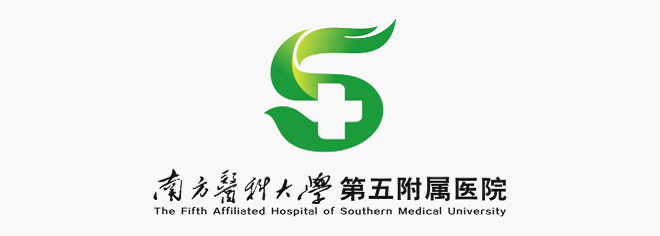 南方醫科大學第五附属医院
The Fifth Affiliated Hospital of Southern Medical University